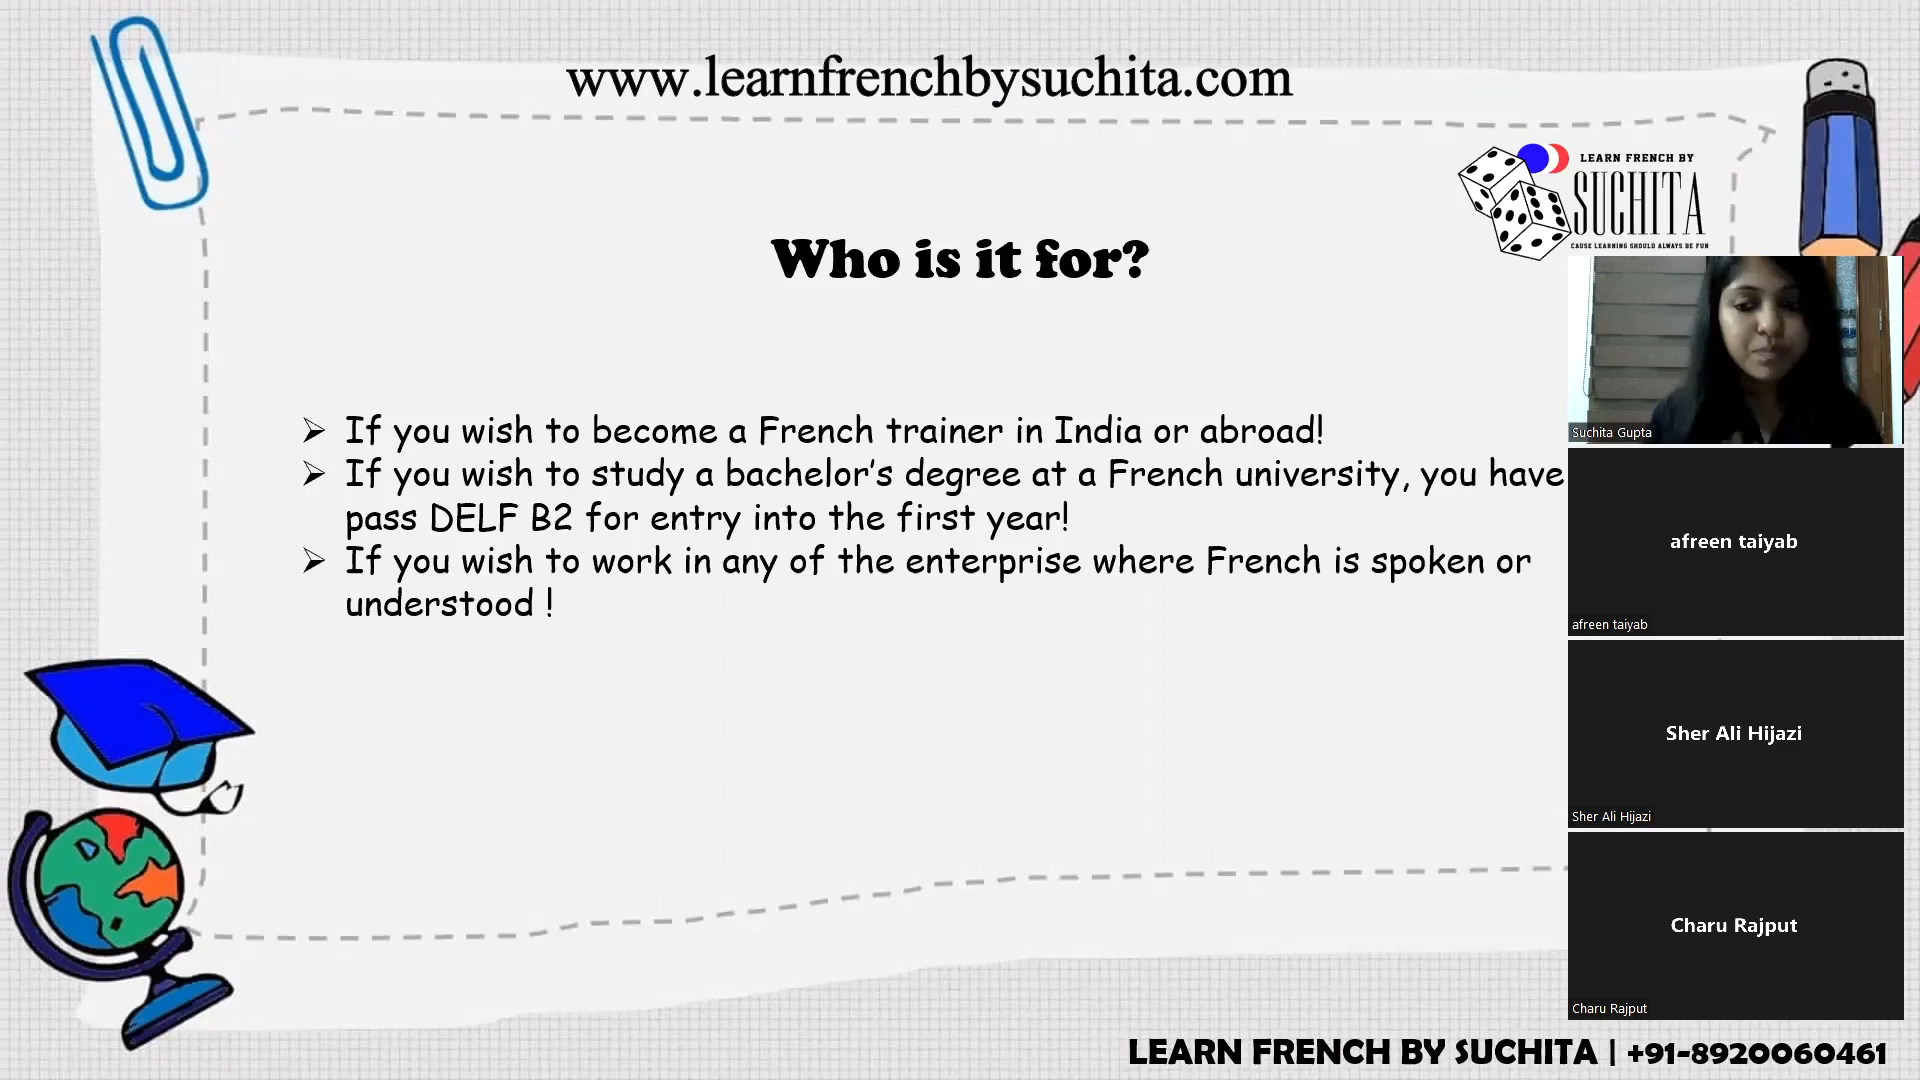 www.learnfrenchbysuchita.com
LEARN FRENCH BY
SUCHITA
CAUSE LEARNING SHOULD ALWAYS BE FUN
Who is it for?
If you wish to become a French trainer in India or abroad!
If you wish to study a bachelor’s degree at a French university, you have
pass DELF B2 for entry into the first year!
If you wish to work in any of the enterprise where French is spoken or
understood !
Suchita Gupta
afreen taiyab
afreen taiyab
Sher Ali Hijazi
Sher Ali Hijazi
Charu Rajput
Charu Rajput
LEARN FRENCH BY SUCHITA | +91-8920060461